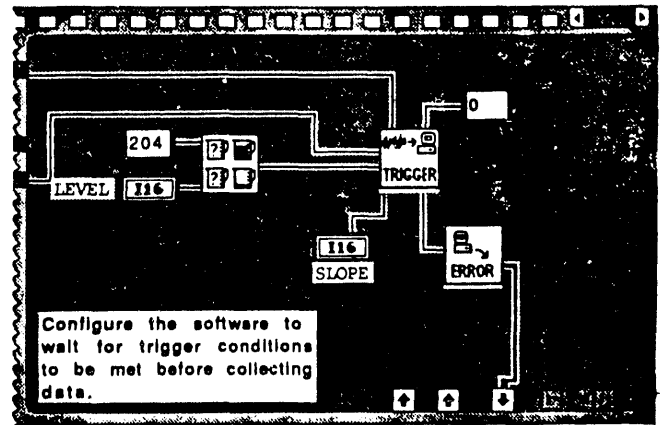 0
204
TRIGGER
LEVEL
I16
I16
SLOPE
ERROR
Configure the software to
wait for trigger conditions
to be met before collecting
data.